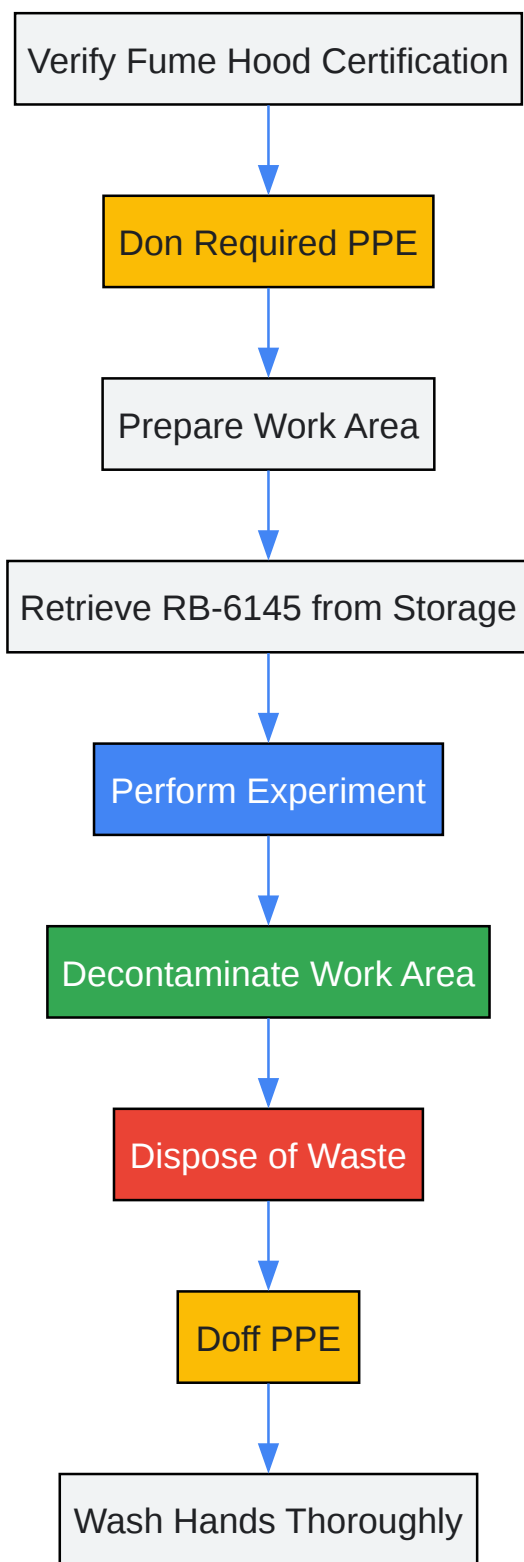 Verify Fume Hood Certification
Don Required PPE
Prepare Work Area
Retrieve RB-6145 from Storage
Perform Experiment
Decontaminate Work Area
Dispose of Waste
Doff PPE
Wash Hands Thoroughly